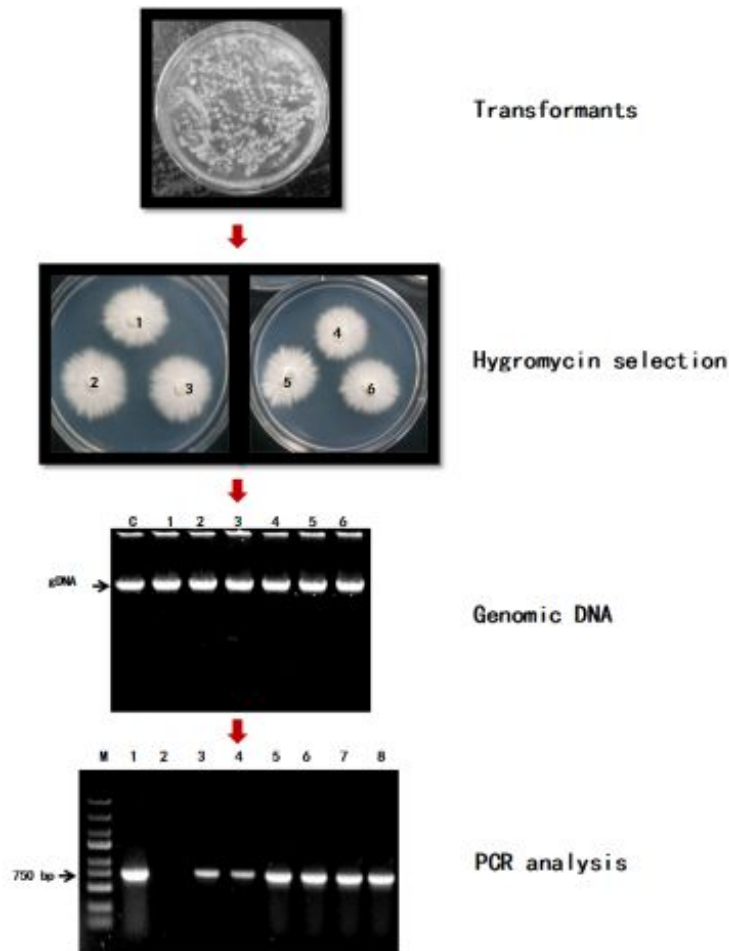 Transformants
1
2
3
4
5
6
Hygromycin selection
C 1 2 3 4 5 6
gDNA
Genomic DNA
M 1 2 3 4 5 6 7 8
750 bp
PCR analysis